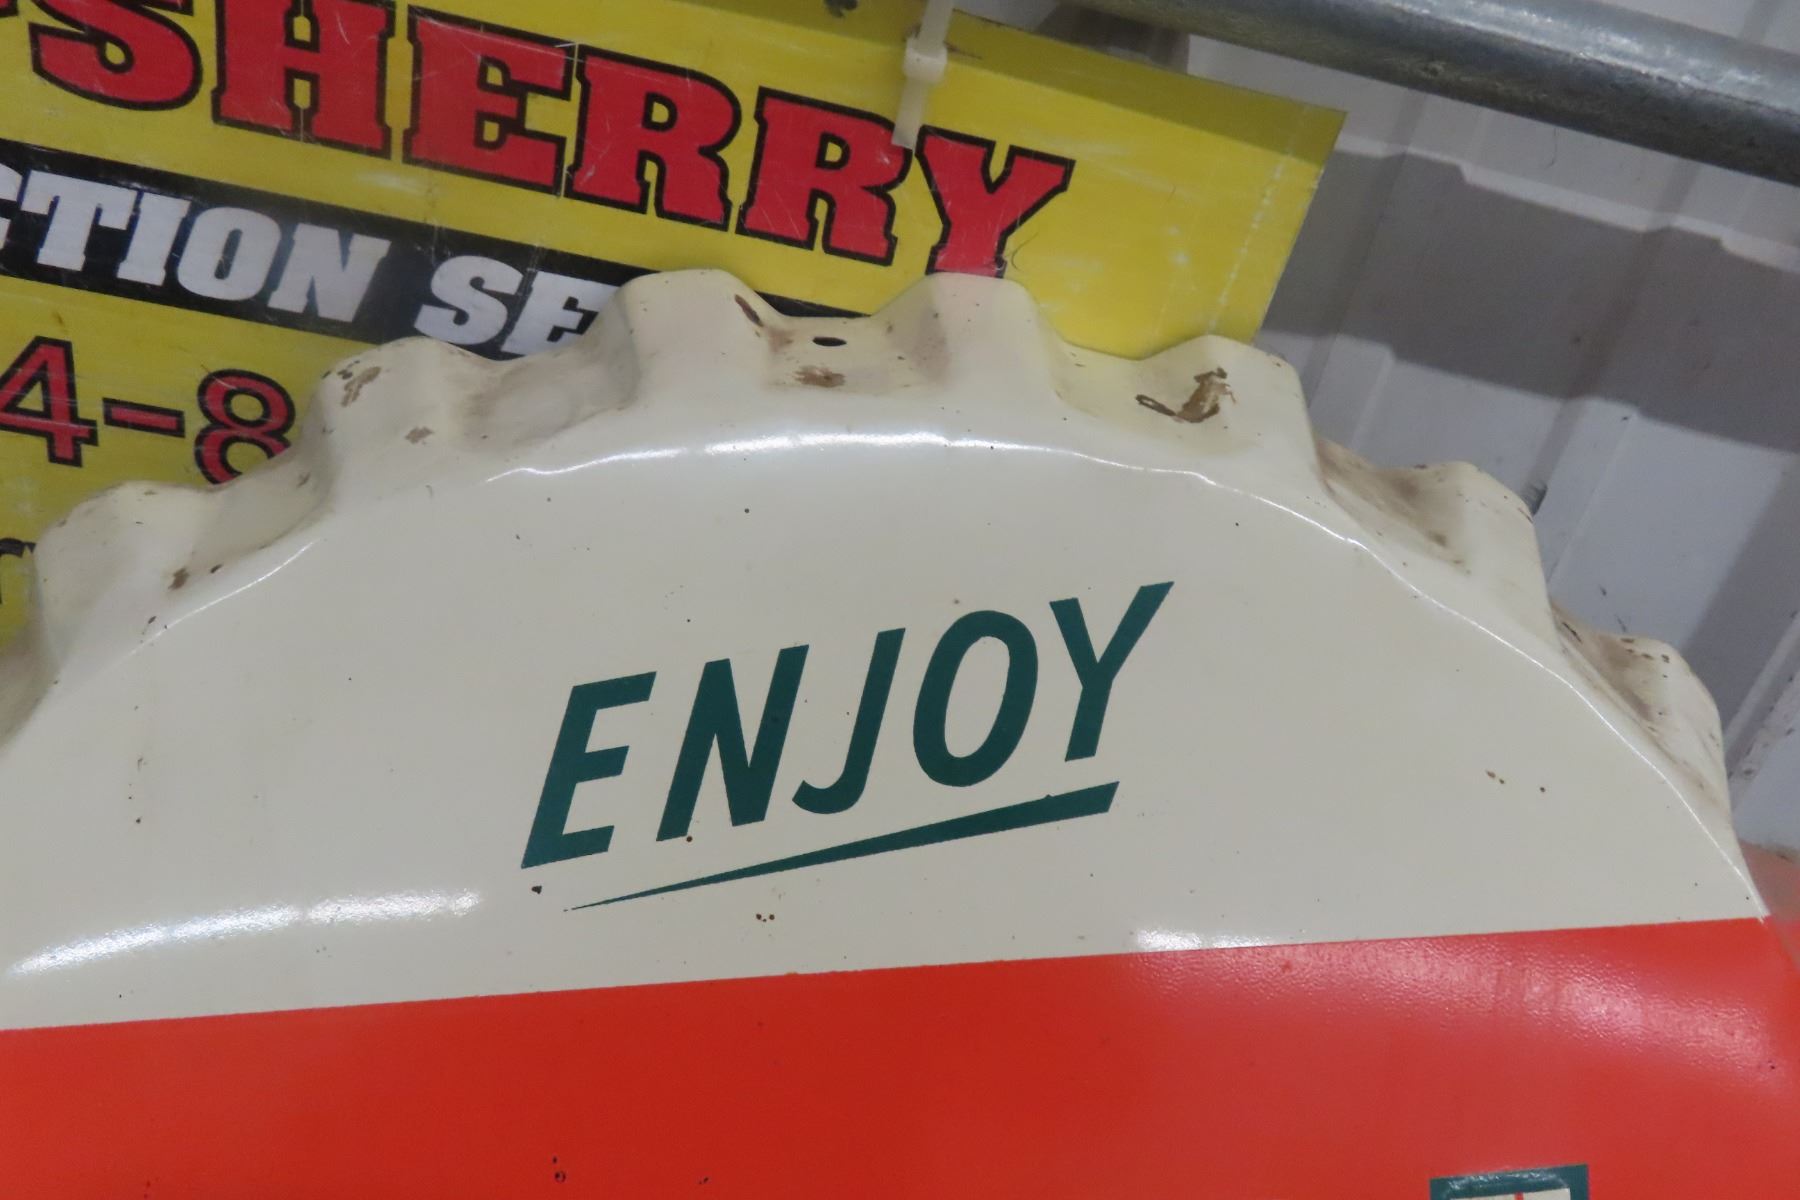 SHERRY
CTION SE
4-8
ENJOY